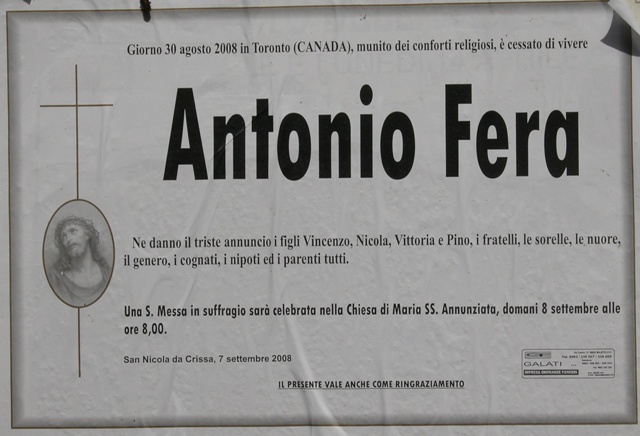 Giorno 30 agosto 2008 in Toronto (CANADA), munito dei conforti religiosi, è cessato di vivere
Antonio Fera
Ne danno il triste annuncio i figli Vincenzo, Nicola, Vittoria e Pino, i fratelli, le sorelle, le nuore,
il genero, i cognati, i nipoti ed i parenti tutti.
Una S. Messa in suffragio sarà celebrata nella Chiesa di Maria SS. Annunziata, domani 8 settembre alle
ore 8,00.
San Nicola da Crissa, 7 settembre 2008
GALATI
IMPRESA ONORANZE FUNEBRI
IL PRESENTE VALE ANCHE COME RINGRAZIAMENTO